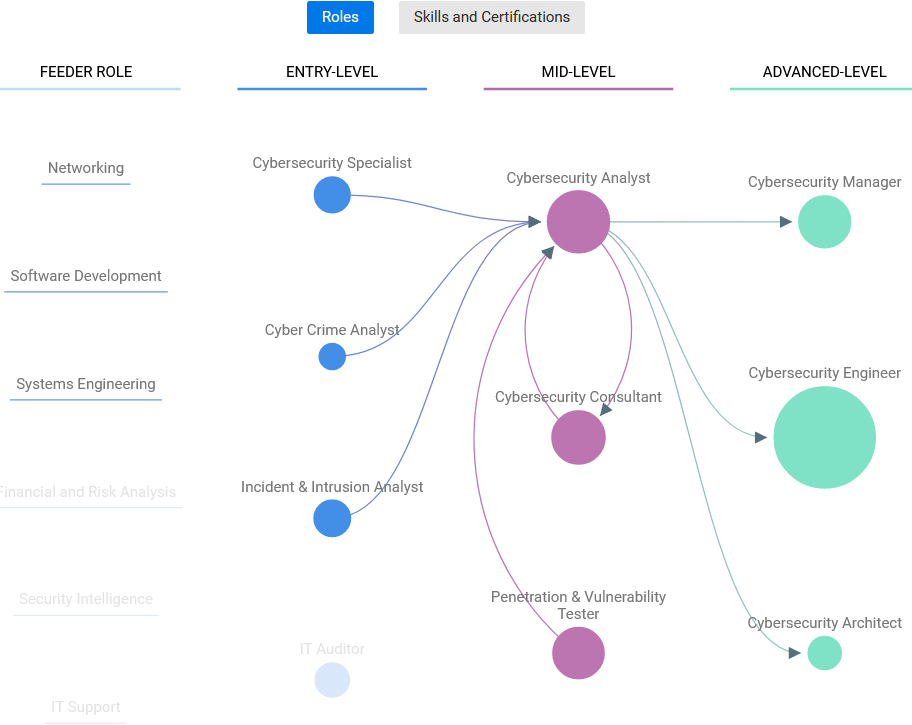 Roles
Skills and Certifications
FEEDER ROLE
ENTRY-LEVEL
MID-LEVEL
ADVANCED-LEVEL
Networking
Software Development
Systems Engineering
Financial and Risk Analysis
Security Intelligence
IT Support
Cybersecurity Specialist
Cyber Crime Analyst
Incident & Intrusion Analyst
IT Auditor
Cybersecurity Analyst
Cybersecurity Consultant
Penetration & Vulnerability
Tester
Cybersecurity Manager
Cybersecurity Engineer
Cybersecurity Architect